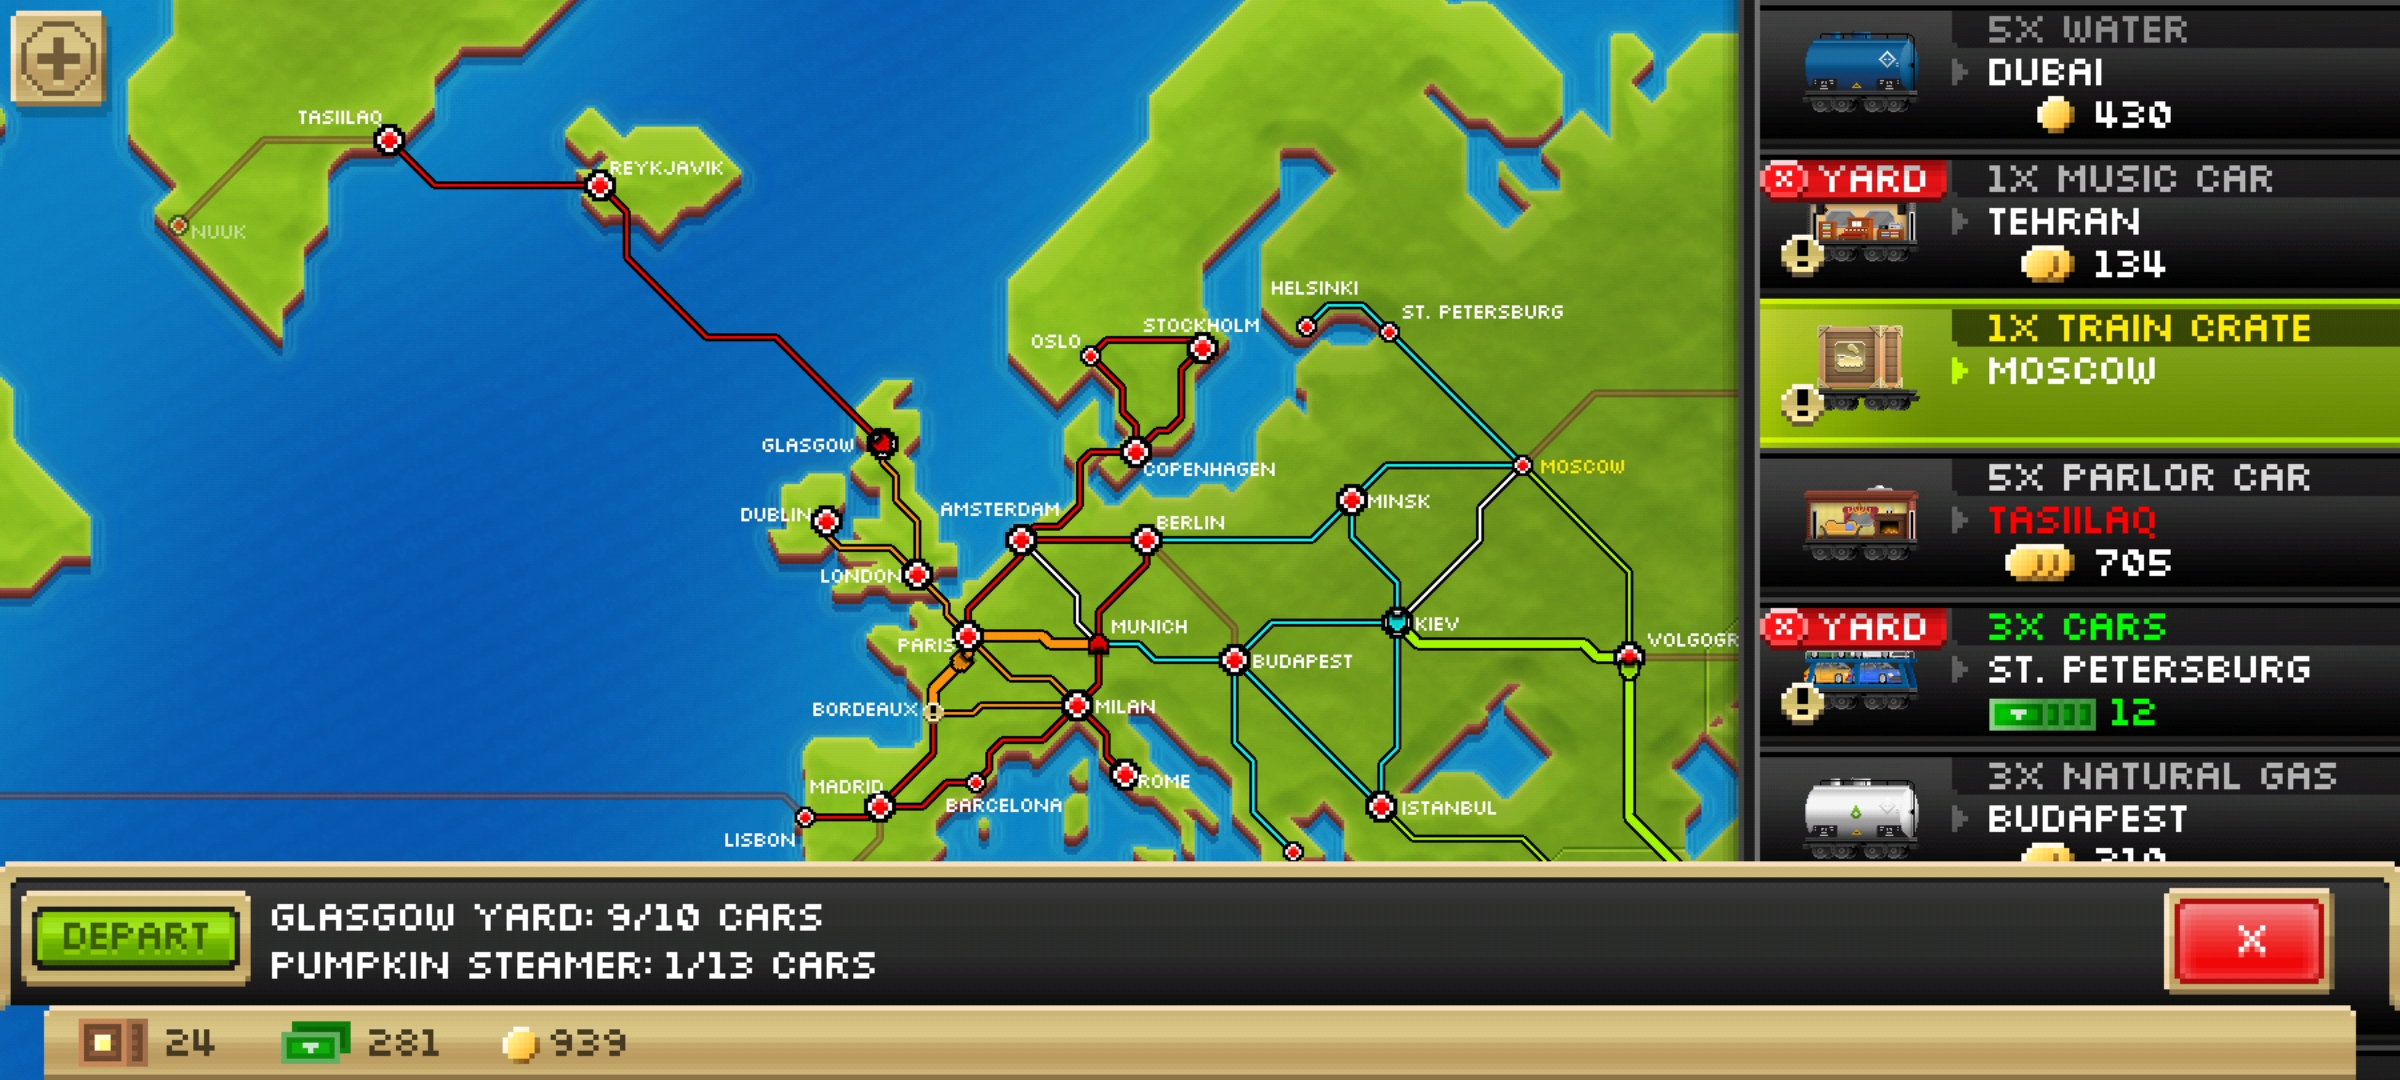 TASIILAQ
REYKJAVIK
NUUK
HELSINKI
ST. PETERSBURG
STOCKHOLM
OSLO
GLASGOW
COPENHAGEN
MOSCOW
MINSK
DUBLIN
AMSTERDAM
BERLIN
LONDON
PARIS
MUNICH
KIEV
VOLGOGR
BUDAPEST
BORDEAUX
MILAN
MADRID
ROME
BARCELONA
ISTANBUL
LISBON
5X WATER
DUBAI
430
YARD
1X MUSIC CAR
TEHRAN
134
1X TRAIN CRATE
MOSCOW
5X PARLOR CAR
TASIILAQ
705
YARD
3X CARS
ST. PETERSBURG
12
3X NATURAL GAS
BUDAPEST
DEPART
GLASGOW YARD: 9/10 CARS
PUMPKIN STEAMER: 1/13 CARS
X
24
281
939